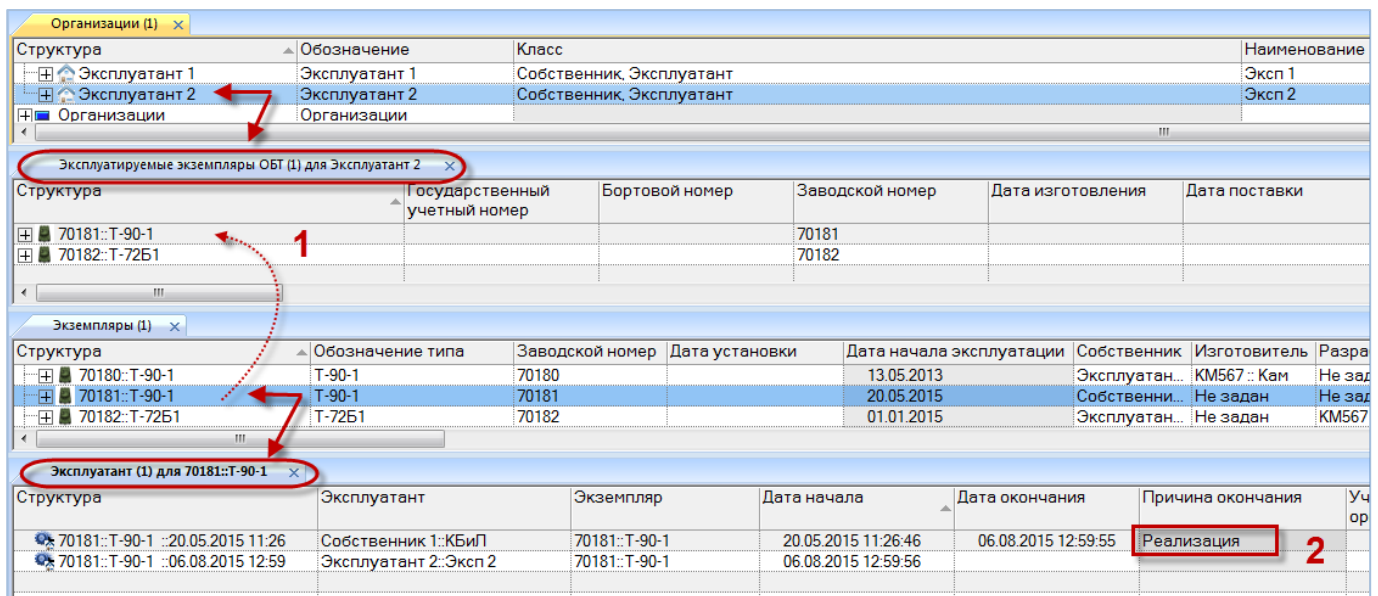 Организации (1)
Структура Обозначение Класс Наименование
Эксплуатант 1 Эксплуатант 1 Собственник, Эксплуатант Эксп 1
Эксплуатант 2 Эксплуатант 2 Собственник, Эксплуатант Эксп 2
Организации Организации
Эксплуатируемые экземпляры ОБТ (1) для Эксплуатант 2
Структура Государственный Бортовой номер Заводской номер Дата изготовления Дата поставки
учетный номер
70181::Т-90-1 1 70181
70182::Т-72Б1 70182
Экземпляры (1)
Структура Обозначение типа Заводской номер Дата установки Дата начала эксплуатации Собственник Изготовитель Разра
70180::Т-90-1 Т-90-1 70180 13.05.2013 Эксплуатан... КМ567 :: Кам Не зад
70181::Т-90-1 Т-90-1 70181 20.05.2015 Собственни... Не задан Не зад
70182::Т-72Б1 Т-72Б1 70182 01.01.2015 Эксплуатан... Не задан КМ567
Эксплуатант (1) для 70181::Т-90-1
Структура Эксплуатант Экземпляр Дата начала Дата окончания Причина окончания Уч
ор
70181::Т-90-1 ::20.05.2015 11:26 Собственник 1::КБиП 70181::Т-90-1 20.05.2015 11:26:46 06.08.2015 12:59:55 Реализация 2
70181::Т-90-1 ::06.08.2015 12:59 Эксплуатант 2::Эксп 2 70181::Т-90-1 06.08.2015 12:59:56